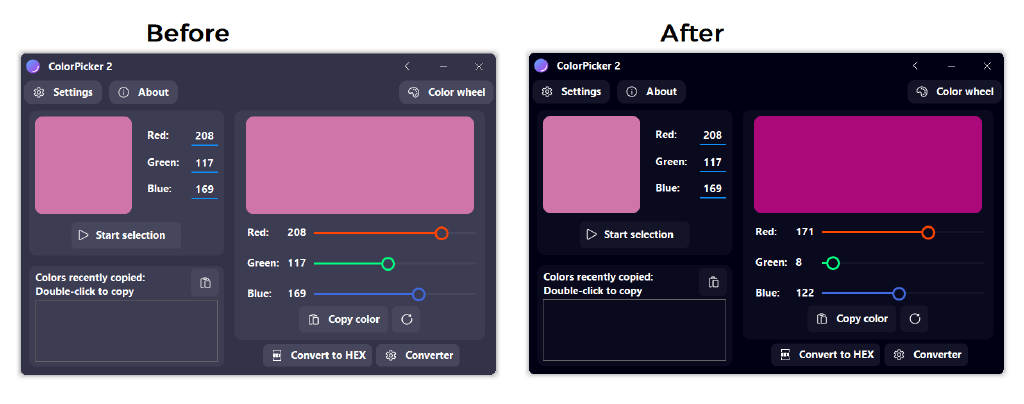 Before
ColorPicker 2
Settings
About
Color wheel
Red: 208
Green: 117
Blue: 169
Start selection
Red: 208
Green: 117
Blue: 169
Colors recently copied:
Double-click to copy
Copy color
Convert to HEX
Converter
After
ColorPicker 2
Settings
About
Color wheel
Red: 208
Green: 117
Blue: 169
Start selection
Red: 171
Green: 8
Blue: 122
Colors recently copied:
Double-click to copy
Copy color
Convert to HEX
Converter